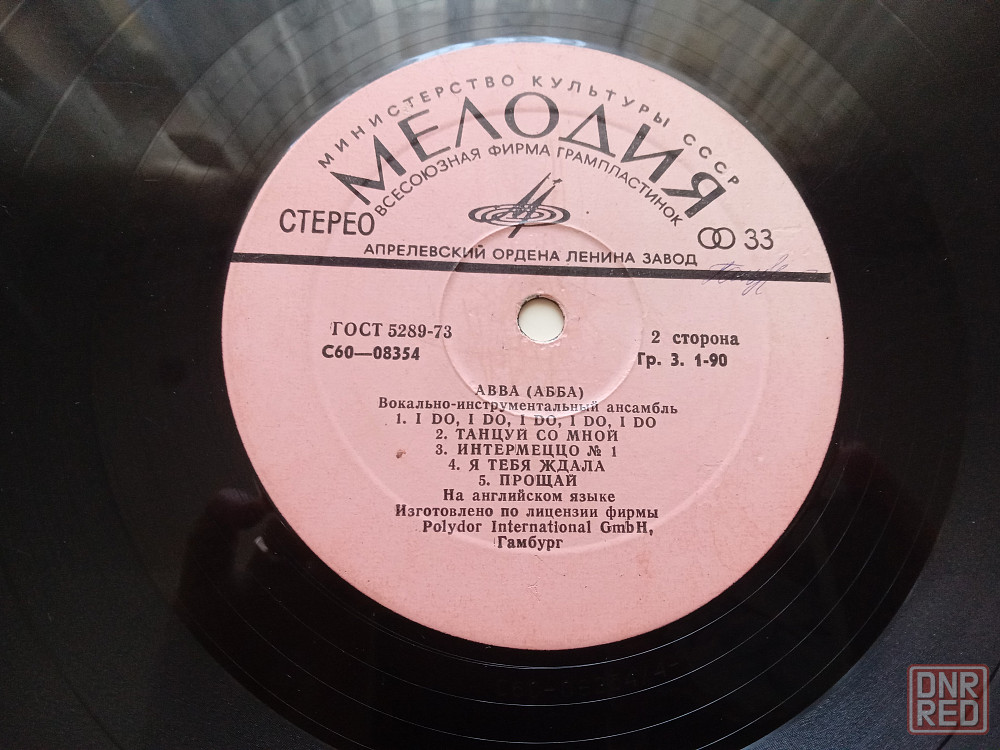 МИНИСТЕРСТВО КУЛЬТУРЫ СССР
МЕЛОДИЯ
ВСЕСОЮЗНАЯ ФИРМА ГРАМПЛАСТИНОК
СТЕРЕО
33
АПРЕЛЕВСКИЙ ОРДЕНА ЛЕНИНА ЗАВОД
ГОСТ 5289-73
2 сторона
С60—08354
Гр. 3. 1-90
ABBA (АББА)
Вокально-инструментальный ансамбль
1. I DO, I DO, I DO, I DO, I DO
2. ТАНЦУЙ СО МНОЙ
3. ИНТЕРМЕЦЦО № 1
4. Я ТЕБЯ ЖДАЛА
5. ПРОЩАЙ
На английском языке
Изготовлено по лицензии фирмы
Polydor International GmbH,
Гамбург
DNR
RED